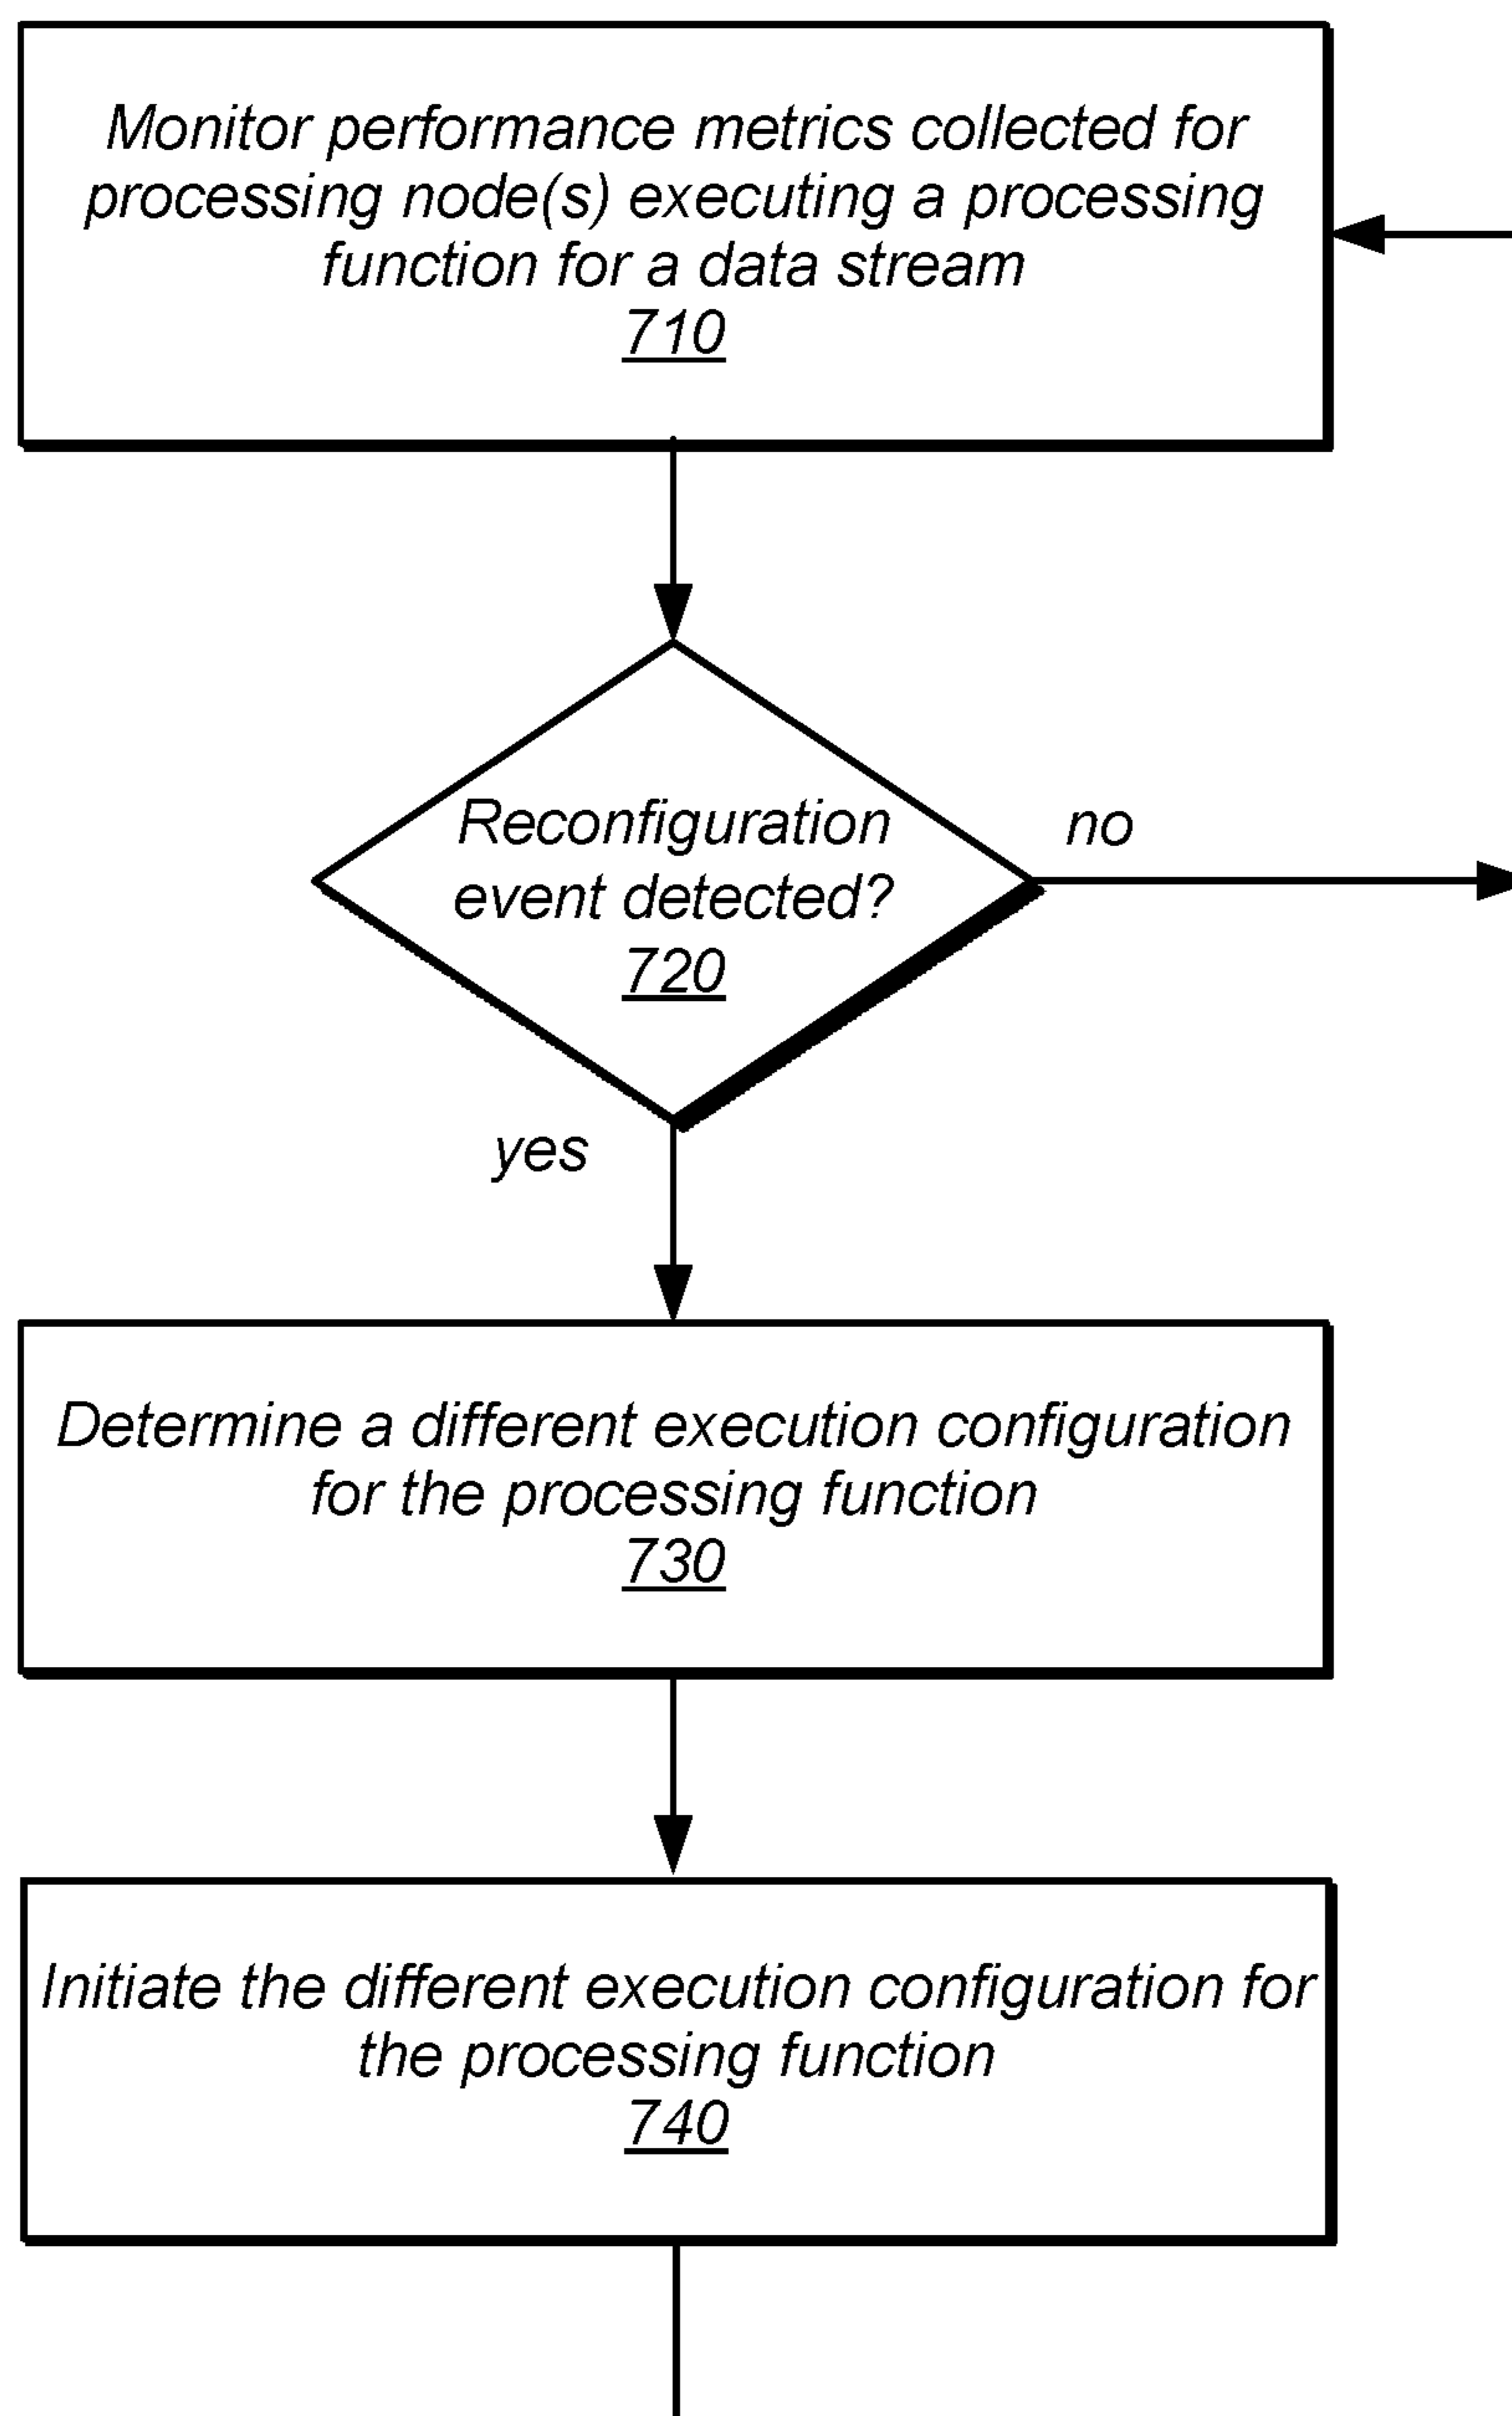 Monitor performance metrics collected for
processing node(s) executing a processing
function for a data stream
710
Reconfiguration
event detected?
720
no
yes
Determine a different execution configuration
for the processing function
730
Initiate the different execution configuration for
the processing function
740